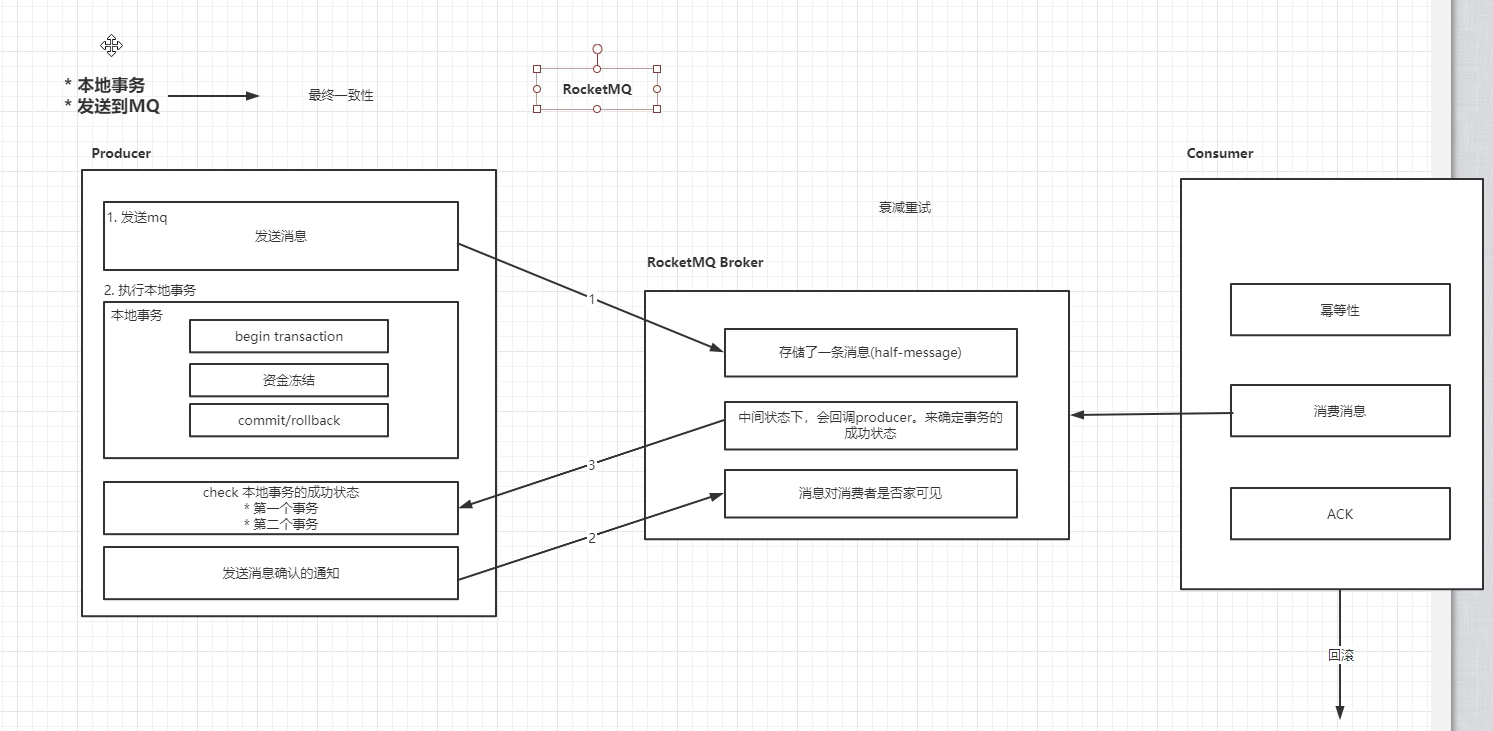 * 本地事务
* 发送到MQ
最终一致性
RocketMQ
Producer
1. 发送mq
发送消息
2. 执行本地事务
本地事务
begin transaction
资金冻结
commit/rollback
check 本地事务的成功状态
* 第一个事务
* 第二个事务
发送消息确认的通知
1
3
2
衰减重试
RocketMQ Broker
存储了一条消息(half-message)
中间状态下，会回调producer。来确定事务的
成功状态
消息对消费者是否家可见
Consumer
幂等性
消费消息
ACK
回滚